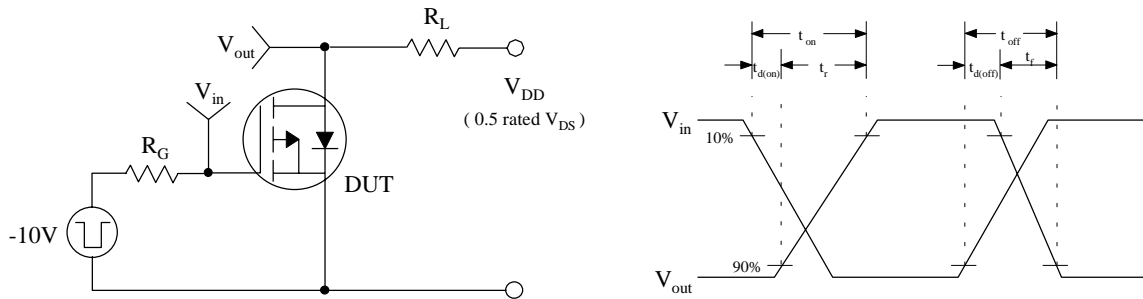 R_L
V_out
V_in
V_DD
( 0.5 rated V_DS )
R_G
DUT
-10V
t_on
t_off
t_d(on)
t_r
t_d(off)
t_f
V_in
10%
90%
V_out